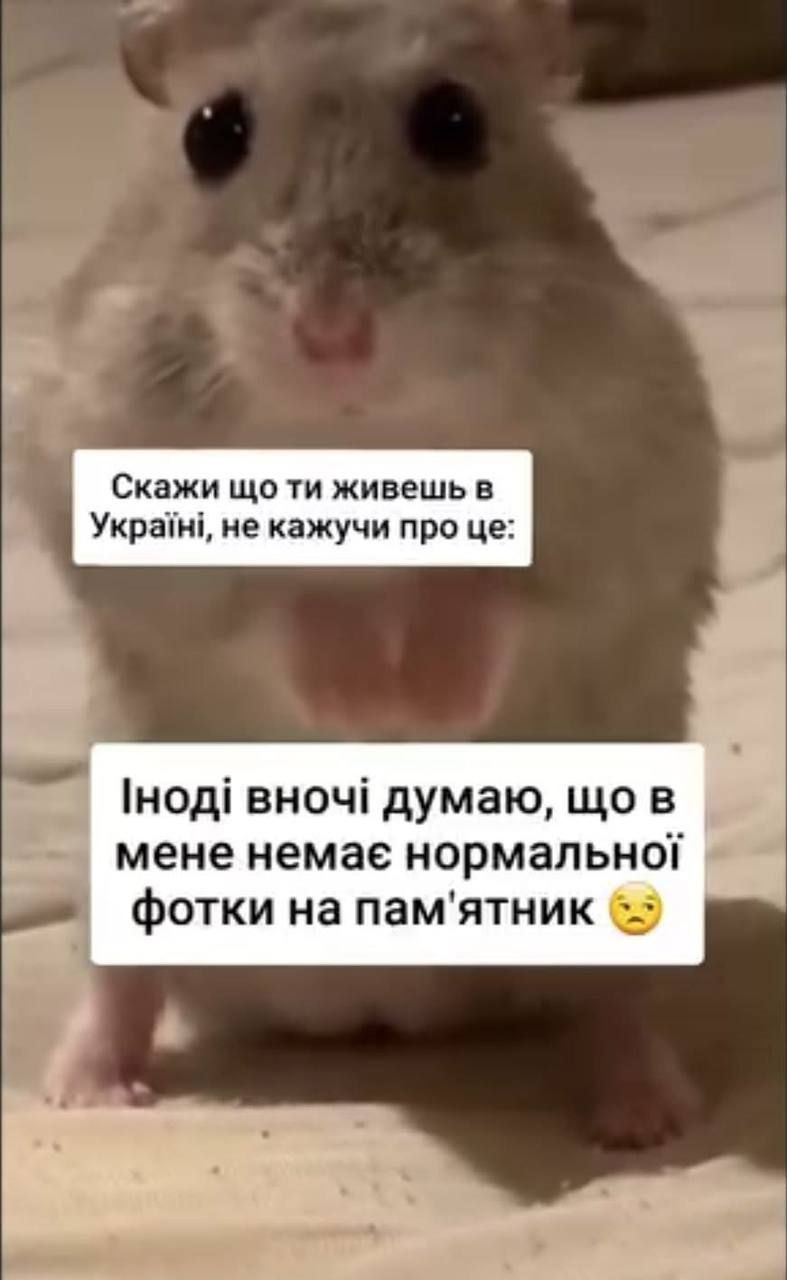 Скажи що ти живешь в
Україні, не кажучи про це:
Іноді вночі думаю, що в
мене немає нормальної
фотки на пам'ятник 😒